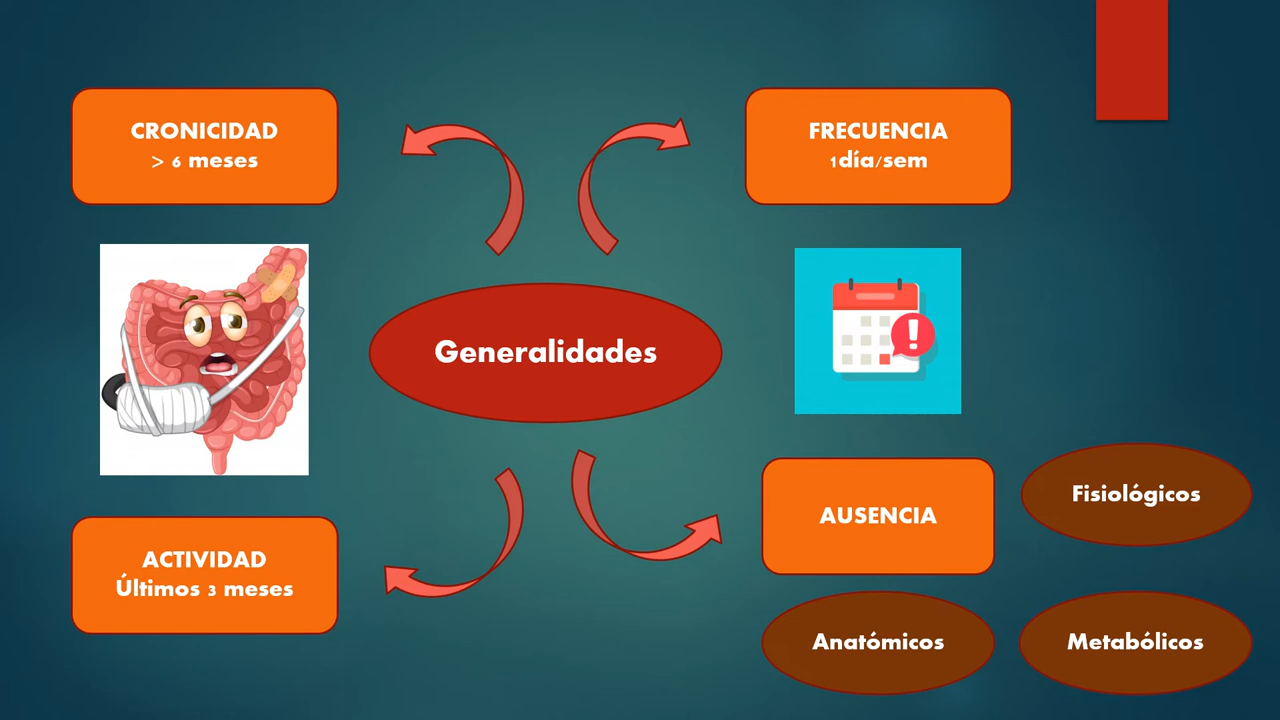 CRONICIDAD
> 6 meses
FRECUENCIA
1día/sem
Generalidades
ACTIVIDAD
Últimos 3 meses
AUSENCIA
Fisiológicos
Anatómicos
Metabólicos